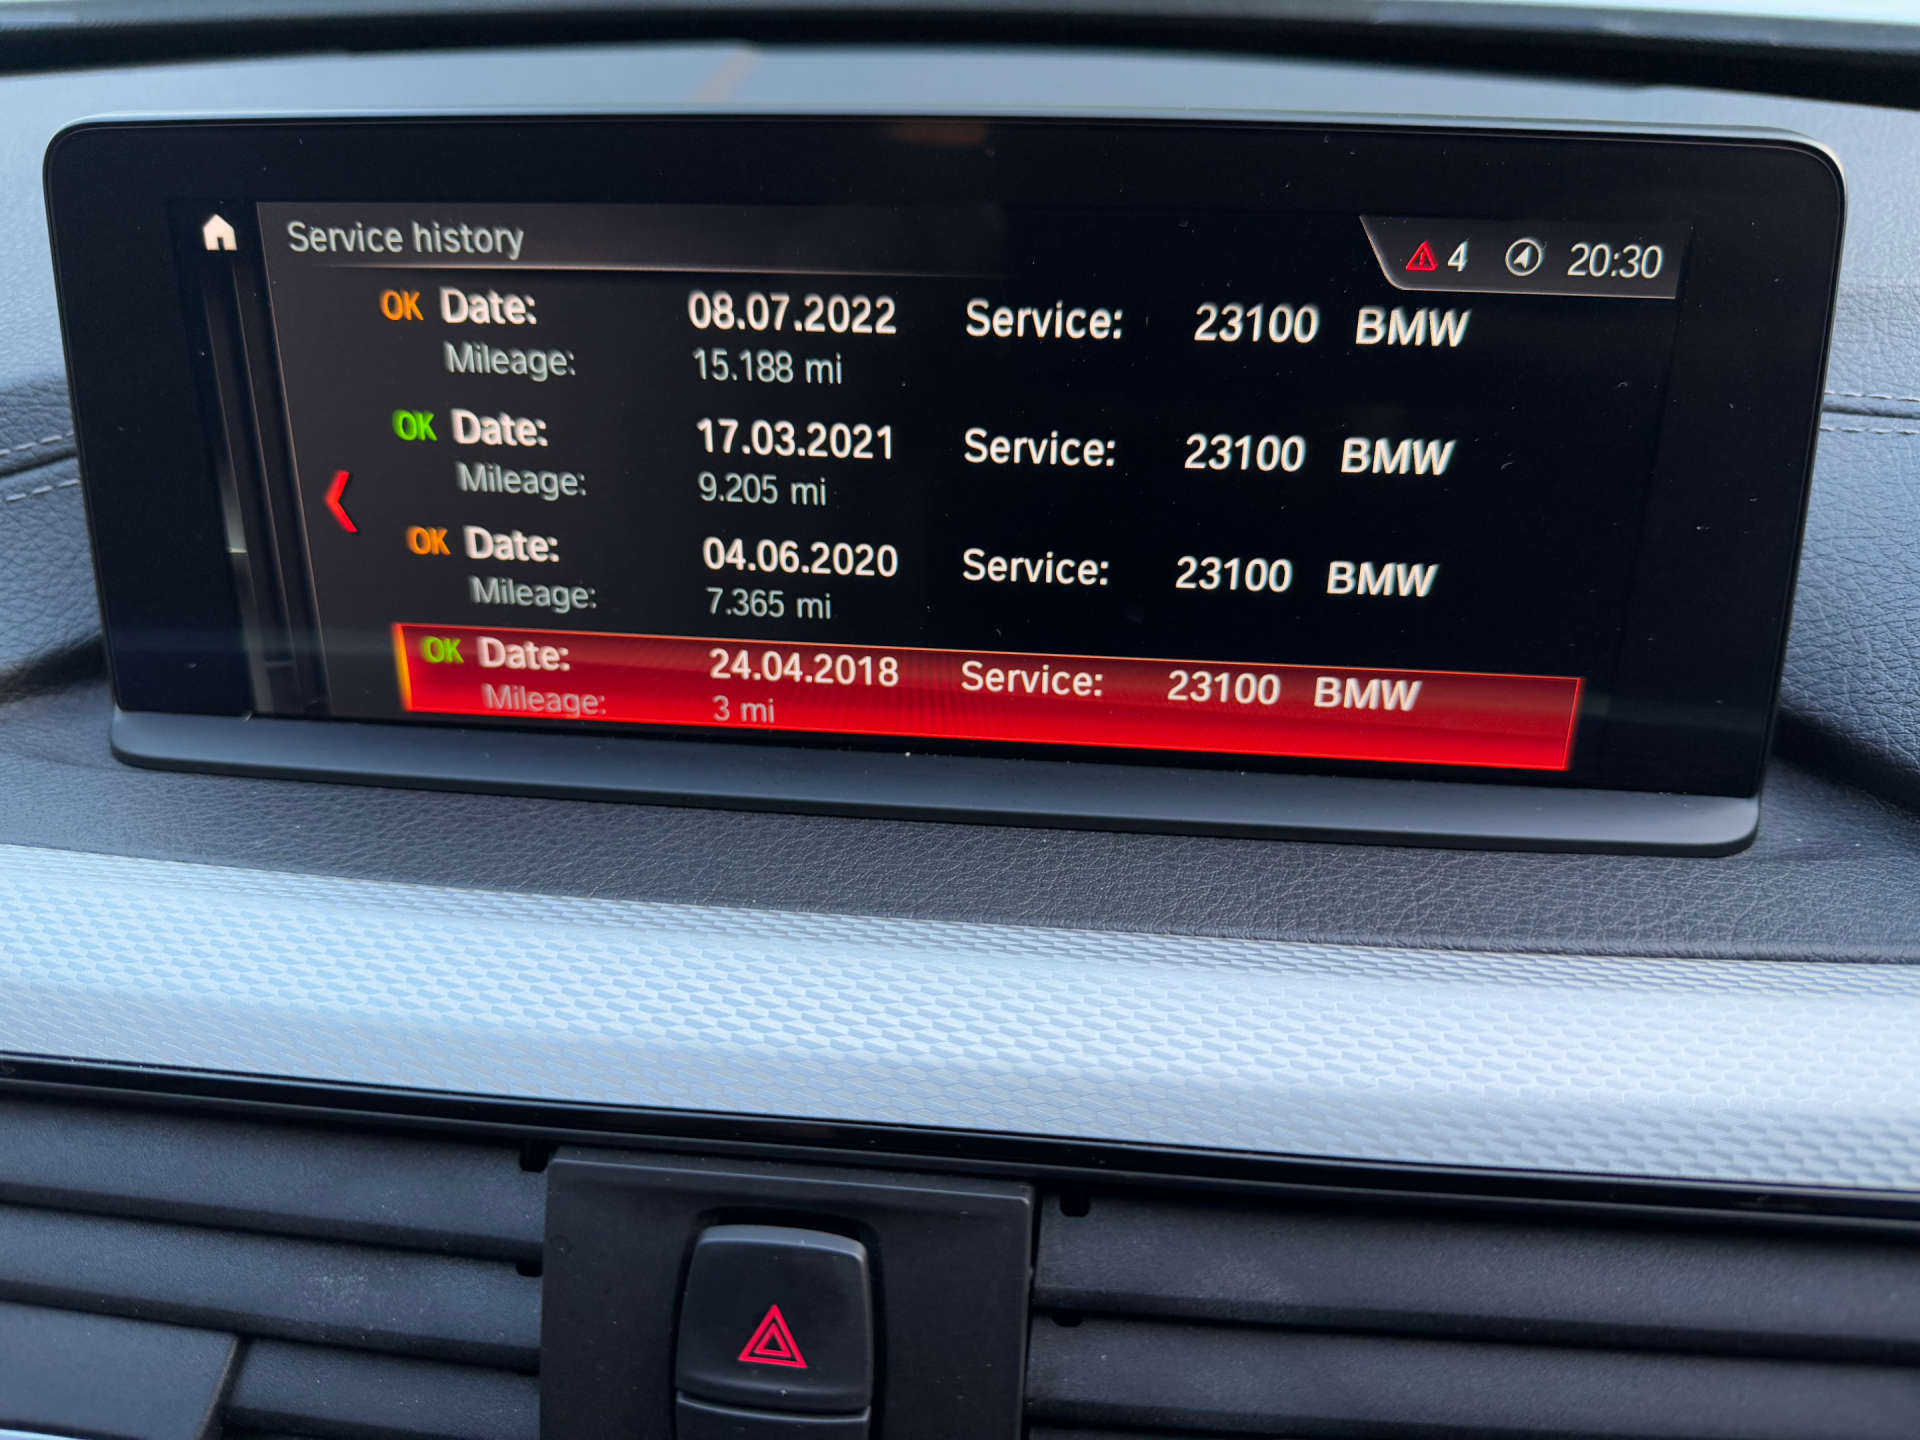 Service history
4 20:30
OK Date: 08.07.2022 Service: 23100 BMW
Mileage: 15.188 mi
OK Date: 17.03.2021 Service: 23100 BMW
Mileage: 9.205 mi
OK Date: 04.06.2020 Service: 23100 BMW
Mileage: 7.365 mi
OK Date: 24.04.2018 Service: 23100 BMW
Mileage: 3 mi